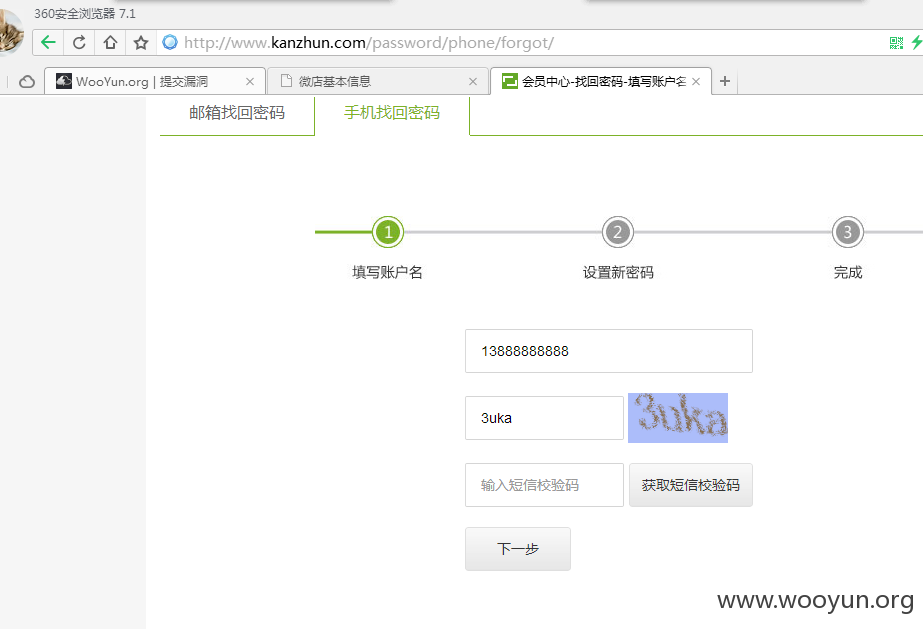 360安全浏览器 7.1
http://www.kanzhun.com/password/phone/forgot/
WooYun.org | 提交漏洞
微店基本信息
会员中心-找回密码-填写账户名
邮箱找回密码
手机找回密码
1
2
3
填写账户名
设置新密码
完成
13888888888
3uka
3uka
输入短信校验码
获取短信校验码
下一步
www.wooyun.org